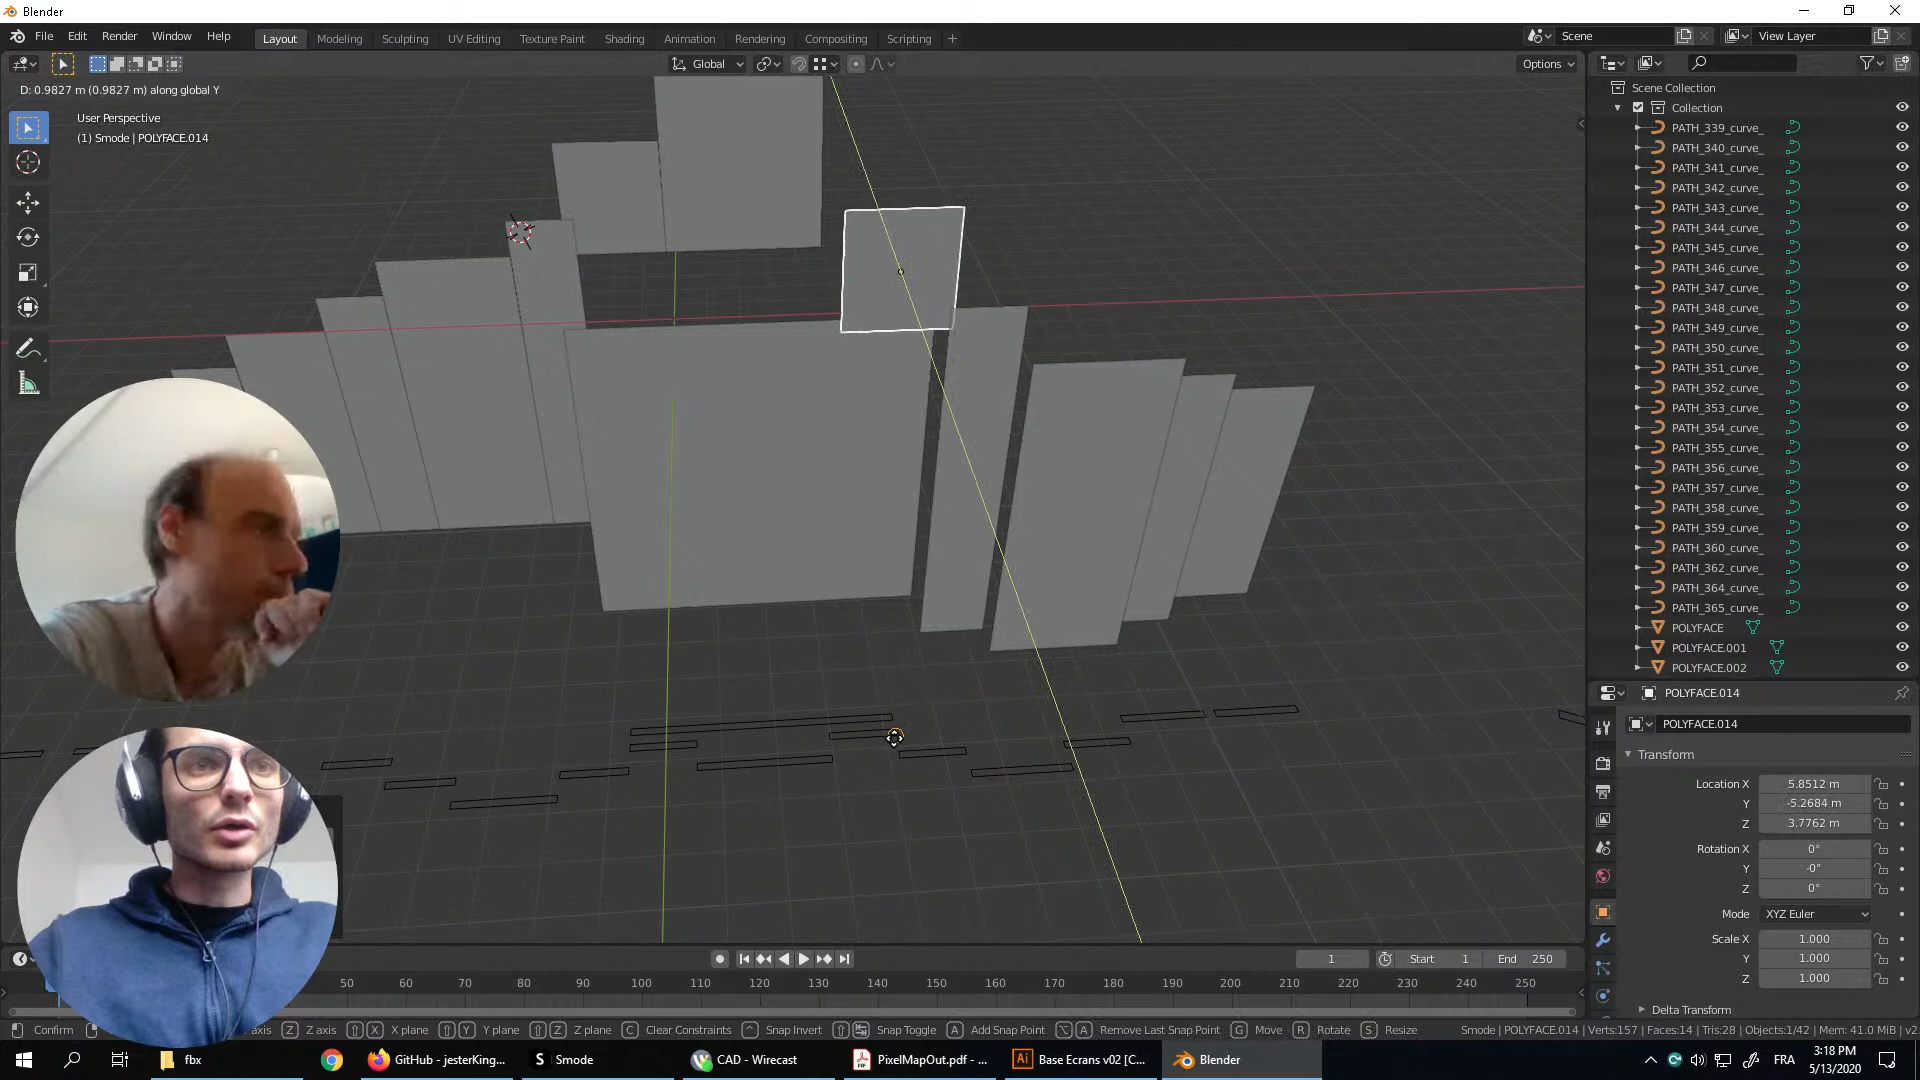 Blender
File Edit Render Window Help
Layout Modeling Sculpting UV Editing Texture Paint Shading Animation Rendering Compositing Scripting +
Scene
View Layer
Global
Options
D: 0.9827 m (0.9827 m) along global Y
User Perspective
(1) Smode | POLYFACE.014
Scene Collection
Collection
PATH_339_curve_
PATH_340_curve_
PATH_341_curve_
PATH_342_curve_
PATH_343_curve_
PATH_344_curve_
PATH_345_curve_
PATH_346_curve_
PATH_347_curve_
PATH_348_curve_
PATH_349_curve_
PATH_350_curve_
PATH_351_curve_
PATH_352_curve_
PATH_353_curve_
PATH_354_curve_
PATH_355_curve_
PATH_356_curve_
PATH_357_curve_
PATH_358_curve_
PATH_359_curve_
PATH_360_curve_
PATH_362_curve_
PATH_364_curve_
PATH_365_curve_
POLYFACE
POLYFACE.001
POLYFACE.002
POLYFACE.014
POLYFACE.014
Transform
Location X 5.8512 m
Y -5.2684 m
Z 3.7762 m
Rotation X 0°
Y -0°
Z 0°
Mode XYZ Euler
Scale X 1.000
Y 1.000
Z 1.000
Delta Transform
1 Start 1 End 250
50 60 70 80 90 100 110 120 130 140 150 160 170 180 190 200 210 220 230 240 250
Confirm axis Z Z axis X X plane Y Y plane Z Z plane C Clear Constraints Snap Invert Snap Toggle A Add Snap Point A Remove Last Snap Point G Move R Rotate S Resize Smode | POLYFACE.014 | Verts:157 | Faces:14 | Tris:28 | Objects:1/42 | Mem: 41.0 MiB | v2
fbx
GitHub - jesterKing...
S Smode
CAD - Wirecast
PixelMapOut.pdf - ...
Ai Base Ecrans v02 [C...
Blender
FRA
3:18 PM
5/13/2020